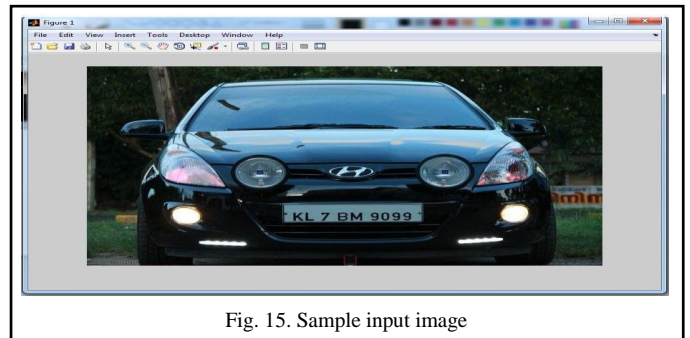 Figure 1
File Edit View Insert Tools Desktop Window Help
KL 7 BM 9099
Fig. 15. Sample input image